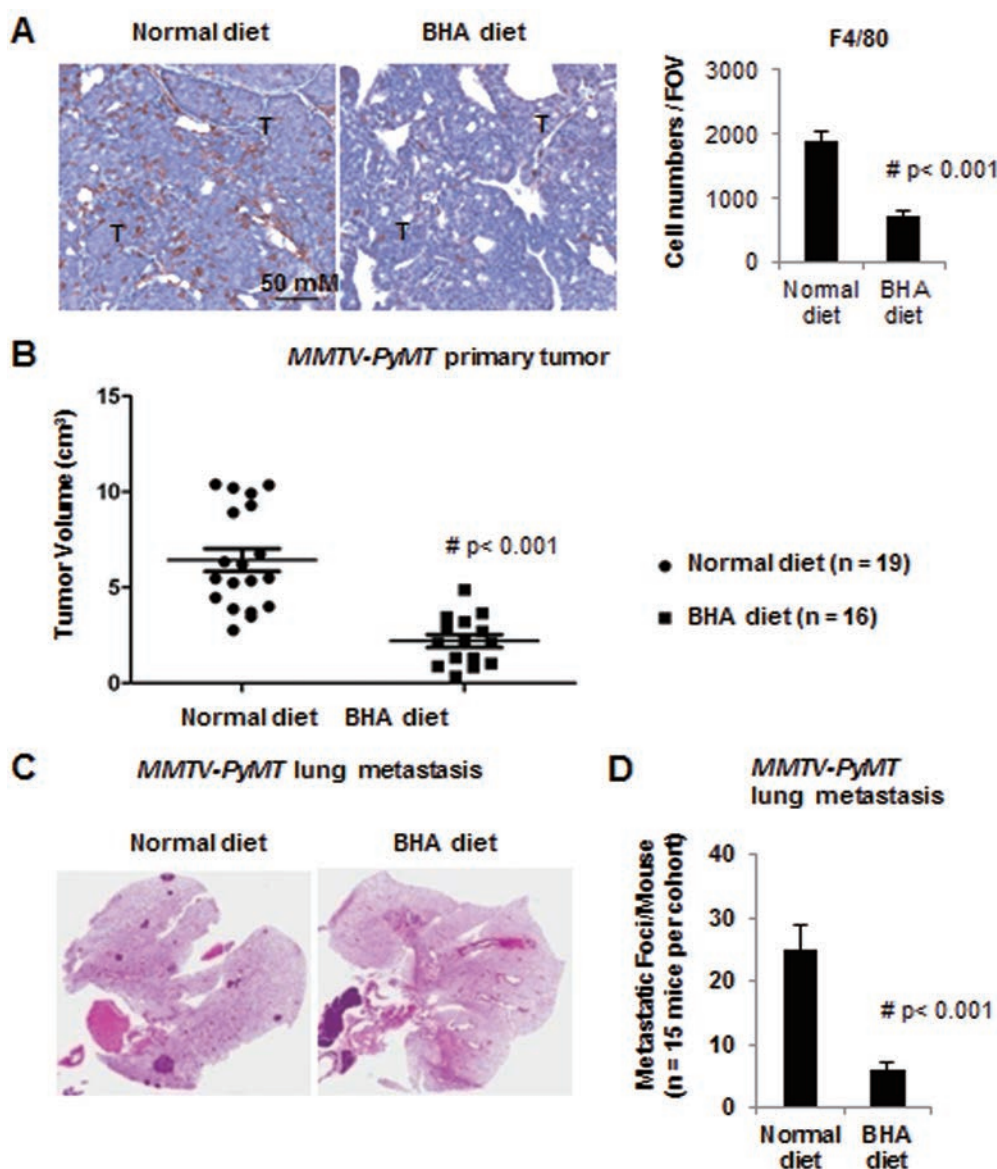 A
Normal diet
BHA diet
T
T
50 mM
T
T
F4/80
Cell numbers / FOV
3000
2000
1000
0
# p< 0.001
Normal diet
BHA diet
B
MMTV-PyMT primary tumor
Tumor Volume (cm³)
15
10
5
0
# p< 0.001
Normal diet
BHA diet
Normal diet (n = 19)
BHA diet (n = 16)
C
MMTV-PyMT lung metastasis
Normal diet
BHA diet
D
MMTV-PyMT
lung metastasis
Metastatic Foci/Mouse
(n = 15 mice per cohort)
40
30
20
10
0
# p< 0.001
Normal diet
BHA diet